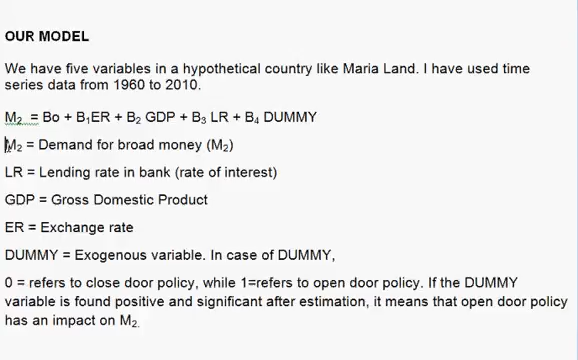 OUR MODEL
We have five variables in a hypothetical country like Maria Land. I have used time
series data from 1960 to 2010.
M₂ = Bo + B₁ER + B₂ GDP + B₃ LR + B₄ DUMMY
M₂ = Demand for broad money (M₂)
LR = Lending rate in bank (rate of interest)
GDP = Gross Domestic Product
ER = Exchange rate
DUMMY = Exogenous variable. In case of DUMMY,
0 = refers to close door policy, while 1=refers to open door policy. If the DUMMY
variable is found positive and significant after estimation, it means that open door policy
has an impact on M₂.